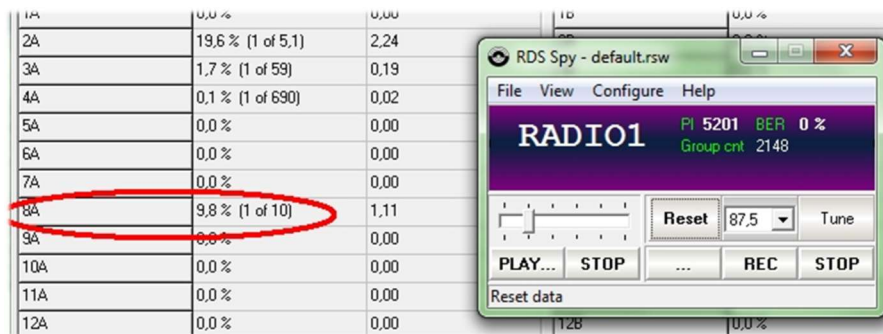 1A 0,0 % 0,00 1B 0,0 %
2A 19,6 % (1 of 5,1) 2,24
3A 1,7 % (1 of 59) 0,19
4A 0,1 % (1 of 690) 0,02
5A 0,0 % 0,00
6A 0,0 % 0,00
7A 0,0 % 0,00
8A 9,8 % (1 of 10) 1,11
9A 0,0 % 0,00
10A 0,0 % 0,00
11A 0,0 % 0,00
12A 0,0 % 0,00 12B 0,0 %
RDS Spy - default.rsw
File View Configure Help
RADIO1 PI 5201 BER 0 %
Group cnt 2148
Reset 87,5 Tune
PLAY... STOP ... REC STOP
Reset data